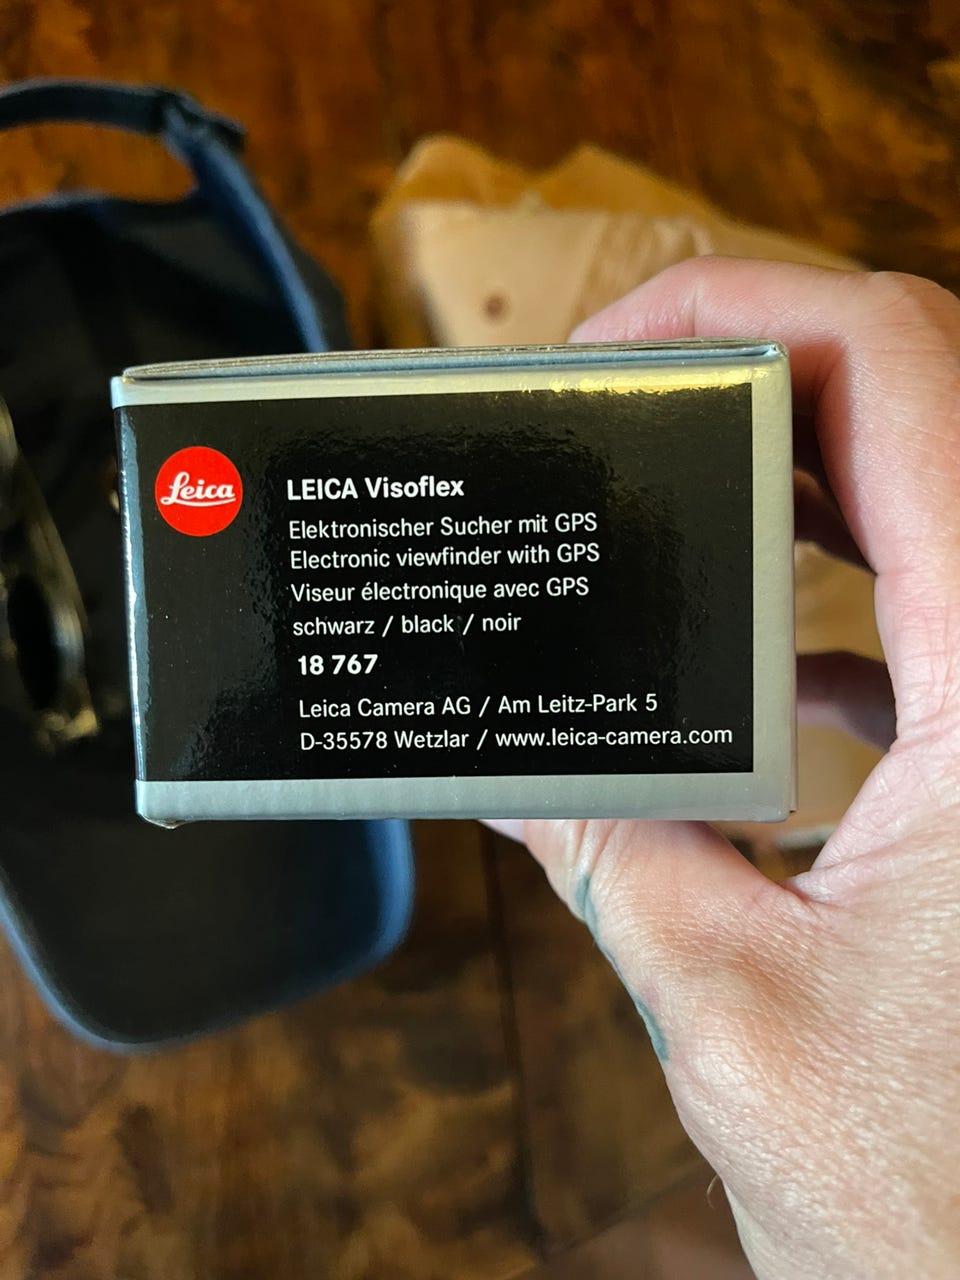 Leica
LEICA Visoflex
Elektronischer Sucher mit GPS
Electronic viewfinder with GPS
Viseur électronique avec GPS
schwarz / black / noir
18 767
Leica Camera AG / Am Leitz-Park 5
D-35578 Wetzlar / www.leica-camera.com